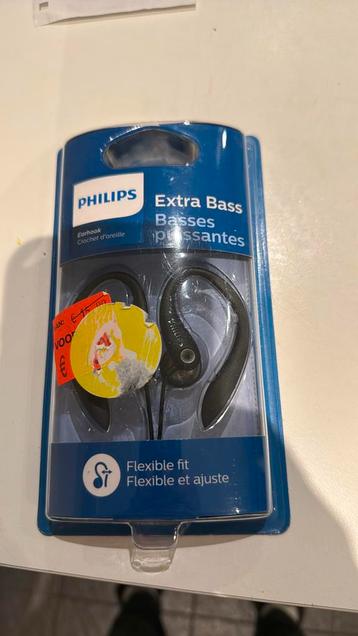 PHILIPS
Earhook
Crochet d'oreille
Extra Bass
Basses
puissantes
Flexible fit
Flexible et ajuste